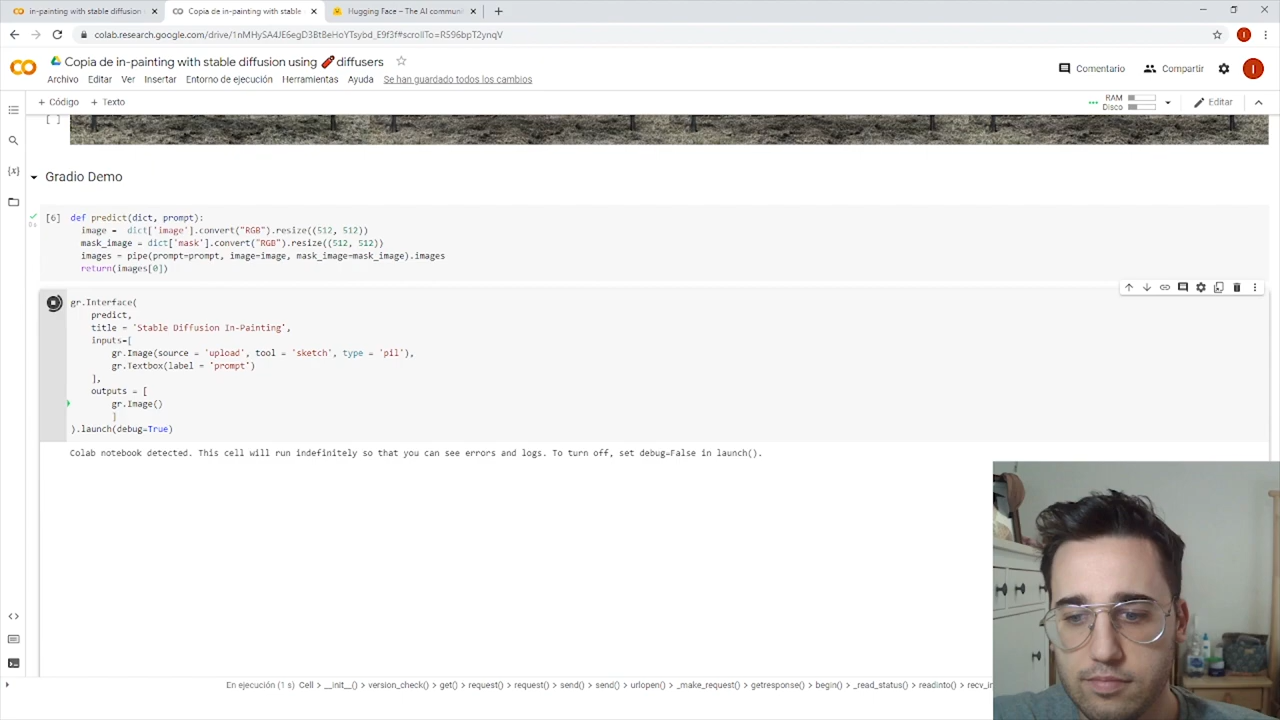 in-painting with stable diffusion
Copia de in-painting with stable
Hugging Face – The AI communi
colab.research.google.com/drive/1nMHySA4JE6egD3BtBeHoYTsybd_E9f3f#scrollTo=RS96bpT2ynqV
Copia de in-painting with stable diffusion using 🧨 diffusers
Comentario
Compartir
I
Archivo Editar Ver Insertar Entorno de ejecución Herramientas Ayuda Se han guardado todos los cambios
+ Código + Texto
RAM
Disco
Editar
[ ]
Gradio Demo
[6] def predict(dict, prompt):
0s
image = dict['image'].convert("RGB").resize((512, 512))
mask_image = dict['mask'].convert("RGB").resize((512, 512))
images = pipe(prompt=prompt, image=image, mask_image=mask_image).images
return(images[0])
gr.Interface(
predict,
title = 'Stable Diffusion In-Painting',
inputs=[
gr.Image(source = 'upload', tool = 'sketch', type = 'pil'),
gr.Textbox(label = 'prompt')
],
outputs = [
gr.Image()
]
).launch(debug=True)
Colab notebook detected. This cell will run indefinitely so that you can see errors and logs. To turn off, set debug=False in launch().
En ejecución (1 s) Cell > __init__() > version_check() > get() > request() > request() > send() > send() > urlopen() > _make_request() > getresponse() > begin() > _read_status() > readinto() > recv_in